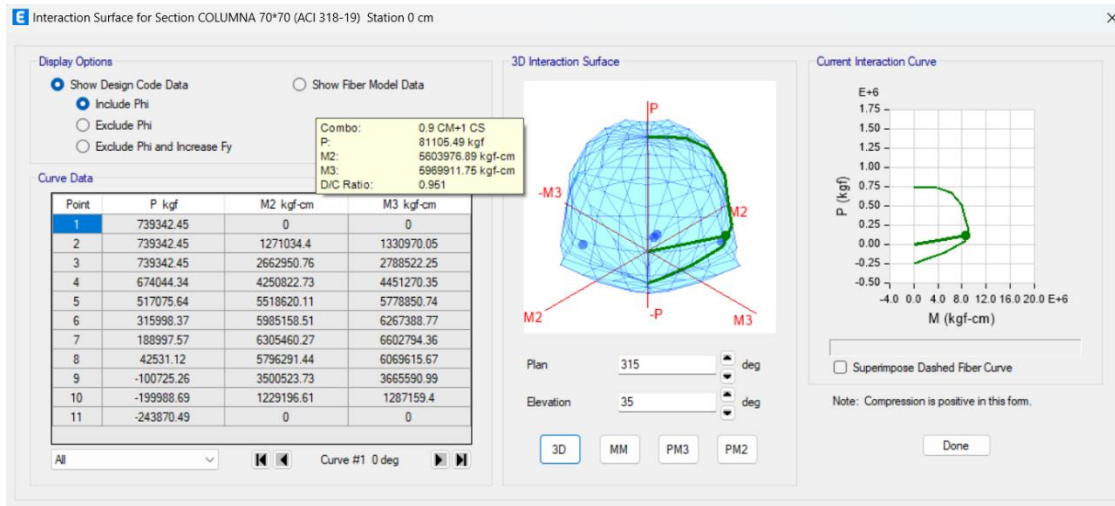 E Interaction Surface for Section COLUMNA 70*70 (ACI 318-19) Station 0 cm
Display Options
Show Design Code Data
Show Fiber Model Data
Include Phi
Exclude Phi
Exclude Phi and Increase Fy
Combo: 0.9 CM+1 CS
P: 81105.49 kgf
M2: 5603976.89 kgf-cm
M3: 5969911.75 kgf-cm
D/C Ratio: 0.951
Curve Data
Point P kgf M2 kgf-cm M3 kgf-cm
1 739342.45 0 0
2 739342.45 1271034.4 1330970.05
3 739342.45 2662950.76 2788522.25
4 674044.34 4250822.73 4451270.35
5 517075.64 5518620.11 5778850.74
6 315998.37 5985158.51 6267388.77
7 188997.57 6305460.27 6602794.36
8 42531.12 5796291.44 6069615.67
9 -100725.26 3500523.73 3665590.99
10 -199988.69 1229196.61 1287159.4
11 -243870.49 0 0
All
Curve #1 0 deg
3D Interaction Surface
P
-M3
M2
M2
-P
M3
Plan 315 deg
Elevation 35 deg
3D MM PM3 PM2
Current Interaction Curve
E+6
1.75
1.50
1.25
1.00
0.75
0.50
0.25
0.00
-0.25
-0.50
P (kgf)
-4.0 0.0 4.0 8.0 12.0 16.0 20.0 E+6
M (kgf-cm)
Superimpose Dashed Fiber Curve
Note: Compression is positive in this form.
Done